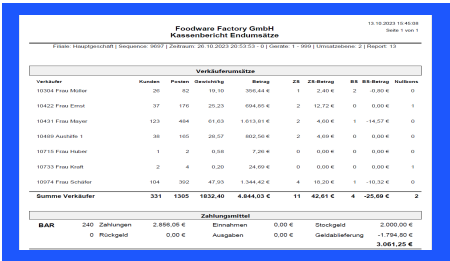 13.10.2023 15:45:08
Foodware Factory GmbH
Seite 1 von 1
Kassenbericht Endumsätze
Filiale: Hauptgeschäft | Sequence: 9697 | Zeitraum: 26.10.2023 20:53:53 - 0 | Geräte: 1 - 999 | Umsatzebene: 2 | Report: 13
Verkäuferumsätze
Verkäufer Kunden Posten Gewicht/kg Betrag ZS ZS-Betrag BS BS-Betrag Nullbons
10304 Frau Müller 26 82 19,10 356,44 € 1 2,40 € 2 -0,80 € 0
10422 Frau Ernst 37 176 25,23 694,85 € 2 12,72 € 0 0,00 € 1
10431 Frau Mayer 123 484 61,63 1.613,81 € 2 4,60 € 1 -14,57 € 0
10489 Aushilfe 1 38 165 28,57 802,56 € 2 4,69 € 0 0,00 € 0
10715 Frau Huber 1 2 0,58 7,26 € 0 0,00 € 0 0,00 € 0
10733 Frau Kraft 2 4 0,20 24,69 € 0 0,00 € 0 0,00 € 1
10974 Frau Schäfer 104 392 47,93 1.344,42 € 4 18,20 € 1 -10,32 € 0
Summe Verkäufer 331 1305 1832,40 4.844,03 € 11 42,61 € 4 -25,69 € 2
Zahlungsmittel
BAR 240 Zahlungen 2.856,05 € Einnahmen 0,00 € Stockgeld 2.000,00 €
0 Rückgeld 0,00 € Ausgaben 0,00 € Geldablieferung -1.794,80 €
3.061,25 €